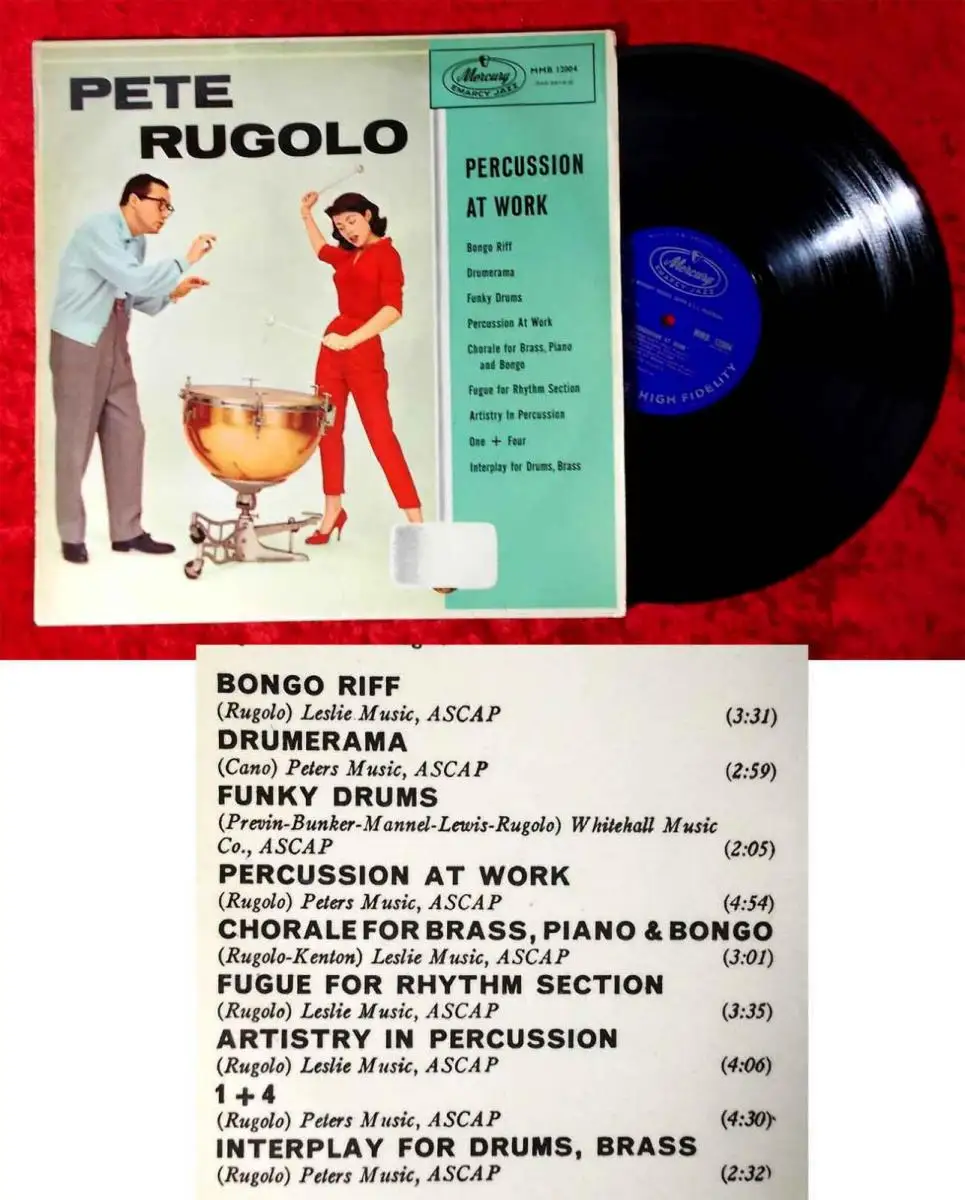 PETE
RUGOLO
Mercury
EMARCY JAZZ
MMB 12004
PERCUSSION
AT WORK
Bongo Riff
Drumerama
Funky Drums
Percussion At Work
Chorale for Brass, Piano
and Bongo
Fugue for Rhythm Section
Artistry In Percussion
One + Four
Interplay for Drums, Brass
Mercury
EMARCY JAZZ
MMB 12004
HIGH FIDELITY
BONGO RIFF
(Rugolo) Leslie Music, ASCAP (3:31)
DRUMERAMA
(Cano) Peters Music, ASCAP (2:59)
FUNKY DRUMS
(Previn-Bunker-Mannel-Lewis-Rugolo) Whitehall Music
Co., ASCAP (2:05)
PERCUSSION AT WORK
(Rugolo) Peters Music, ASCAP (4:54)
CHORALE FOR BRASS, PIANO & BONGO
(Rugolo-Kenton) Leslie Music, ASCAP (3:01)
FUGUE FOR RHYTHM SECTION
(Rugolo) Leslie Music, ASCAP (3:35)
ARTISTRY IN PERCUSSION
(Rugolo) Leslie Music, ASCAP (4:06)
1 + 4
(Rugolo) Peters Music, ASCAP (4:30)
INTERPLAY FOR DRUMS, BRASS
(Rugolo) Peters Music, ASCAP (2:32)